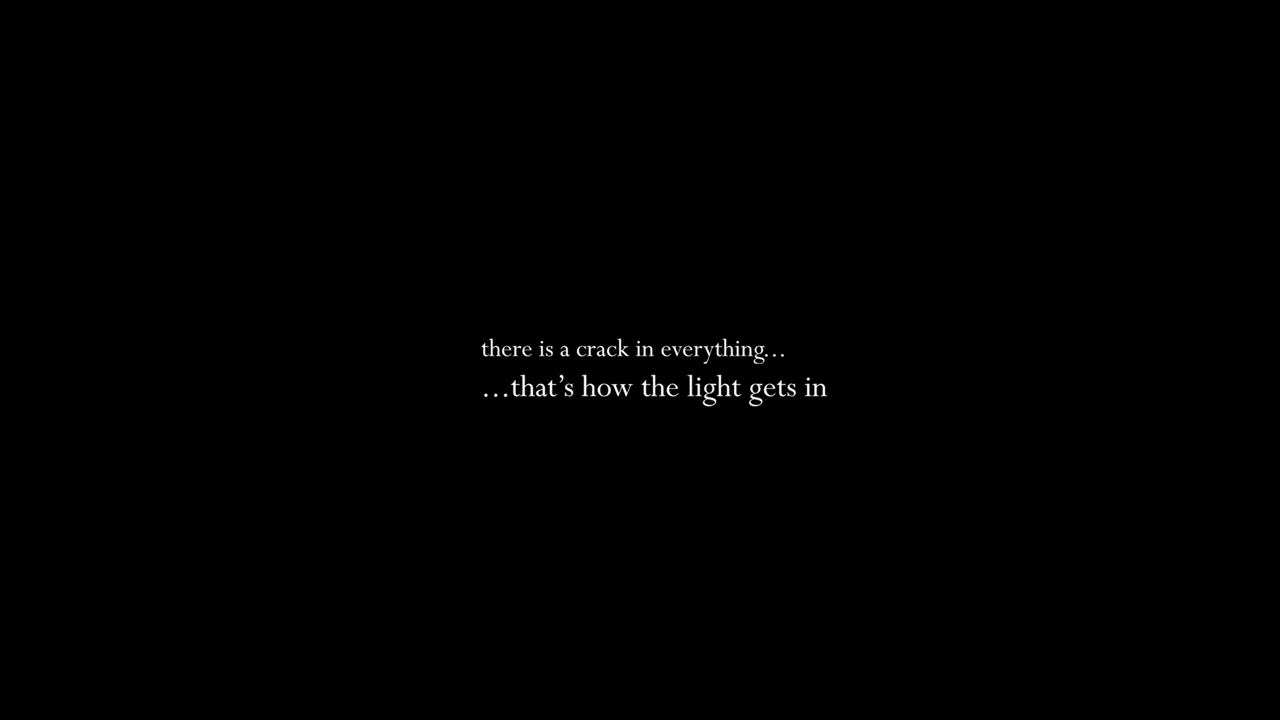 there is a crack in everything…
…that’s how the light gets in